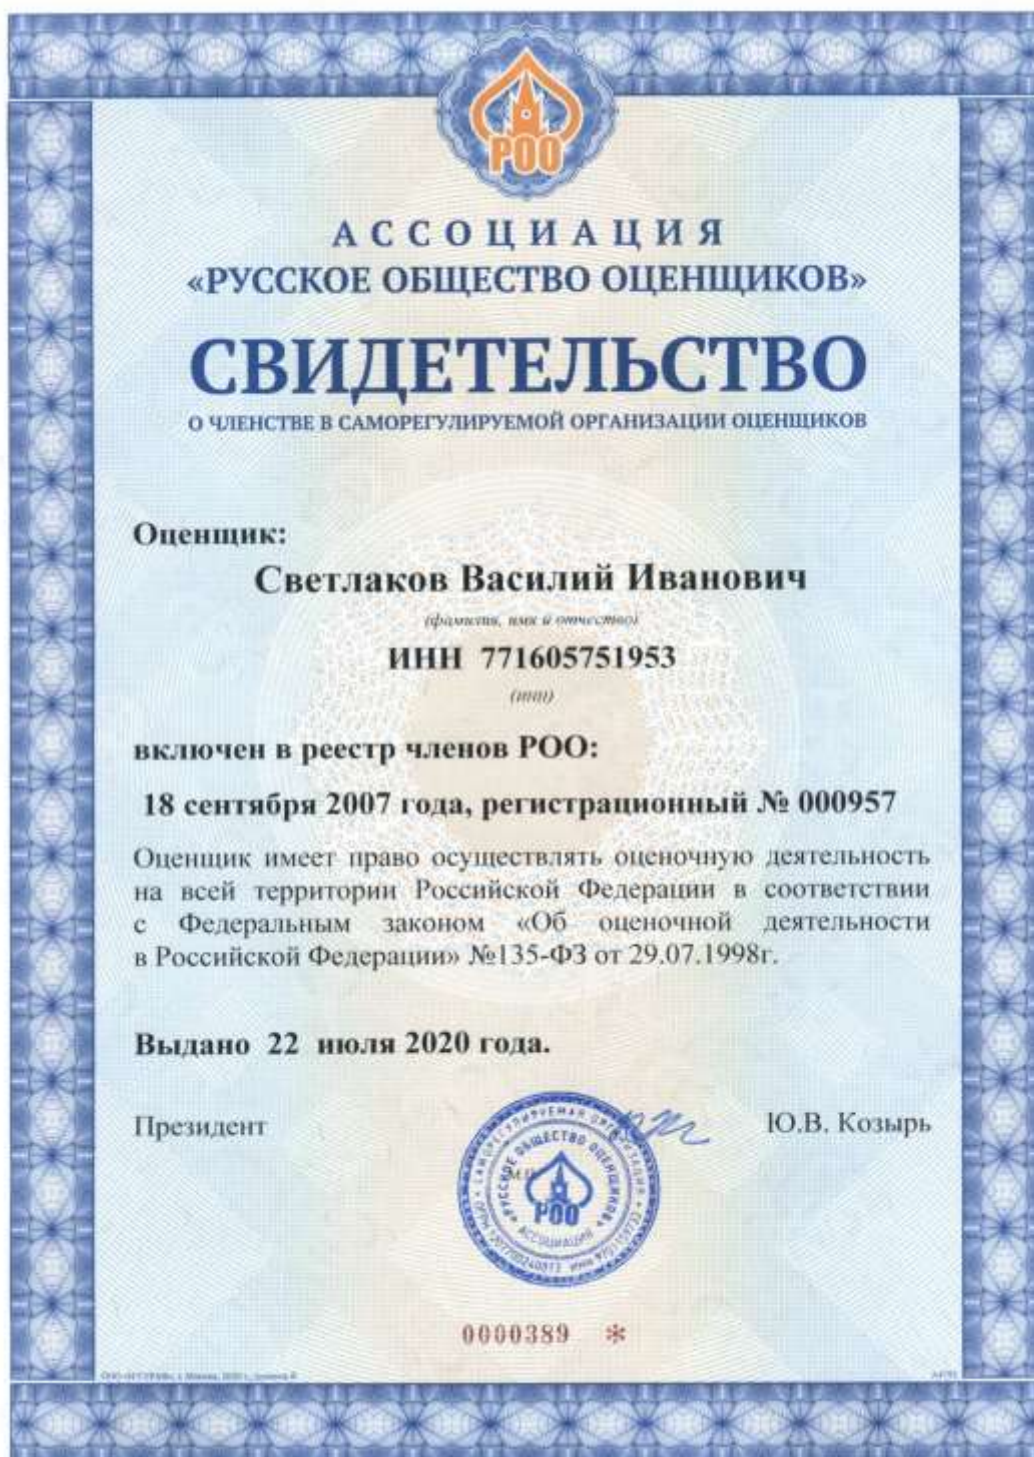 РОО
АССОЦИАЦИЯ
«РУССКОЕ ОБЩЕСТВО ОЦЕНЩИКОВ»
СВИДЕТЕЛЬСТВО
О ЧЛЕНСТВЕ В САМОРЕГУЛИРУЕМОЙ ОРГАНИЗАЦИИ ОЦЕНЩИКОВ
Оценщик:
Светлаков Василий Иванович
(фамилия, имя и отчество)
ИНН 771605751953
(инн)
включен в реестр членов РОО:
18 сентября 2007 года, регистрационный № 000957
Оценщик имеет право осуществлять оценочную деятельность
на всей территории Российской Федерации в соответствии
с Федеральным законом «Об оценочной деятельности
в Российской Федерации» №135-ФЗ от 29.07.1998г.
Выдано 22 июля 2020 года.
Президент
Ю.В. Козырь
САМОРЕГУЛИРУЕМАЯ ОРГАНИЗАЦИЯ
«РУССКОЕ ОБЩЕСТВО ОЦЕНЩИКОВ»
РОО
АССОЦИАЦИЯ
0000389 *